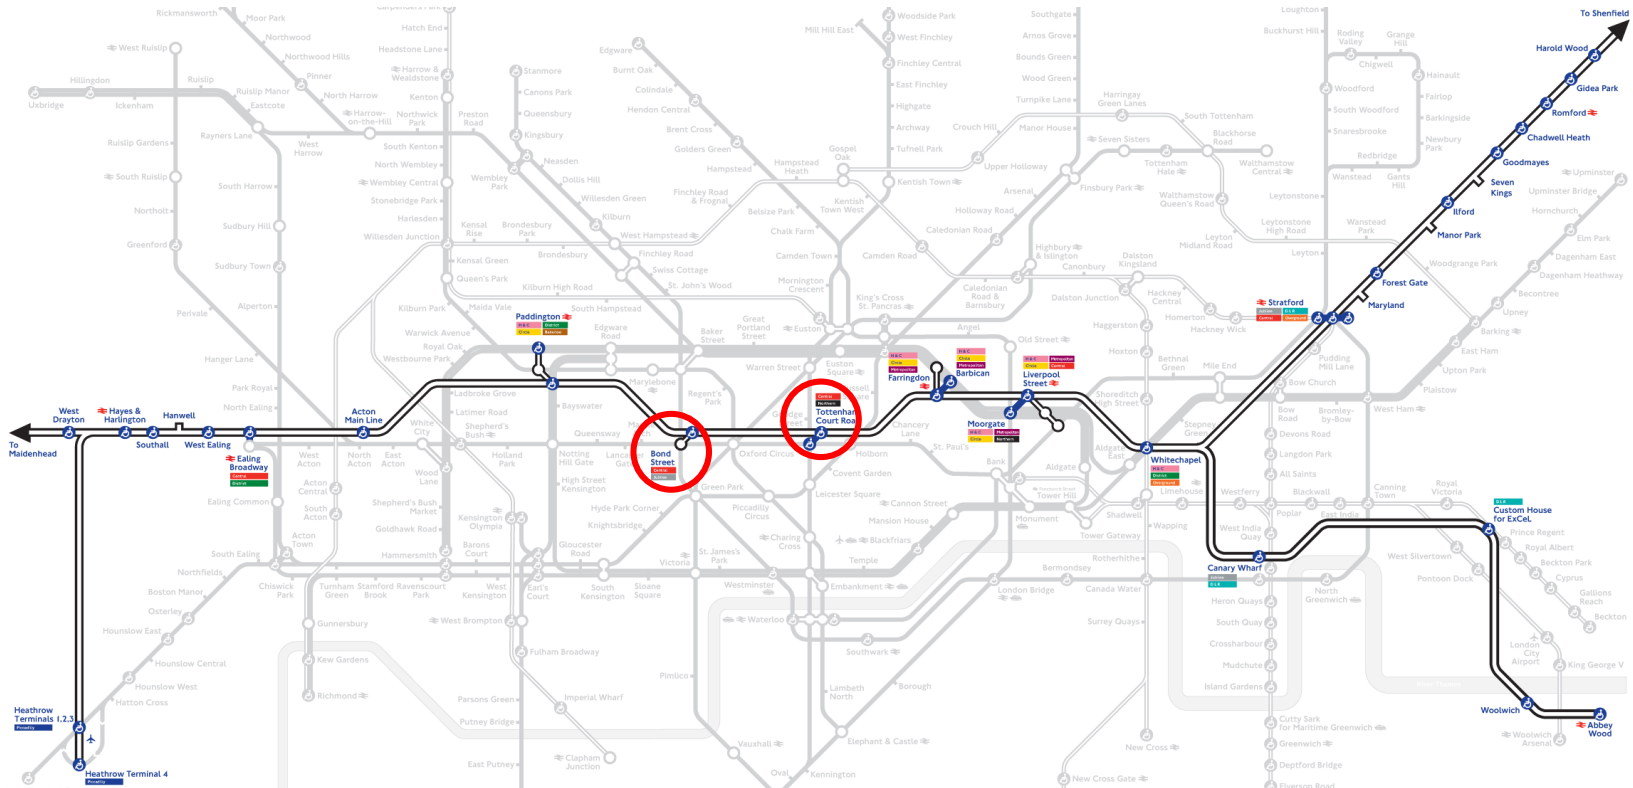 To Shenfield
Harold Wood
Gidea Park
Romford
Chadwell Heath
Goodmayes
Seven
Kings
Ilford
Manor Park
Forest Gate
Maryland
Stratford
Paddington
Farringdon
Barbican
Liverpool
Street
Moorgate
Tottenham
Court Road
Bond
Street
Whitechapel
Canary Wharf
Custom House
for ExCeL
Woolwich
Abbey
Wood
West
Drayton
Hayes &
Harlington
Hanwell
Southall
West Ealing
Ealing
Broadway
Acton
Main Line
To
Maidenhead
Heathrow
Terminals 1,2,3
Heathrow Terminal 4
Rickmansworth
Moor Park
Northwood
Northwood Hills
Pinner
North Harrow
West Ruislip
Hillingdon
Uxbridge
Ickenham
Ruislip
Ruislip Manor
Eastcote
Rayners Lane
West
Harrow
Harrow-
on-the-Hill
Northwick
Park
Preston
Road
Ruislip Gardens
South Ruislip
Northolt
Greenford
Perivale
Hanger Lane
Park Royal
North Ealing
South Harrow
Sudbury Hill
Sudbury Town
Alperton
Hatch End
Headstone Lane
Harrow &
Wealdstone
Kenton
South Kenton
North Wembley
Wembley Central
Stonebridge Park
Harlesden
Willesden Junction
Kensal Green
Queen's Park
Kilburn Park
Maida Vale
Warwick Avenue
Royal Oak
Westbourne Park
Ladbroke Grove
Latimer Road
Stanmore
Canons Park
Queensbury
Kingsbury
Wembley
Park
Neasden
Dollis Hill
Willesden Green
Kilburn
West Hampstead
Finchley Road
Swiss Cottage
St. John's Wood
Kensal
Rise
Brondesbury
Park
Brondesbury
Kilburn High Road
South Hampstead
Edgware
Road
Marylebone
Baker
Street
Great
Portland
Street
Edgware
Burnt Oak
Colindale
Hendon Central
Brent Cross
Golders Green
Hampstead
Finchley Road
& Frognal
Hampstead
Heath
Belsize Park
Chalk Farm
Camden Town
Mornington
Crescent
Euston
Warren Street
Euston
Square
Mill Hill East
Woodside Park
West Finchley
Finchley Central
East Finchley
Highgate
Archway
Tufnell Park
Kentish Town
Gospel
Oak
Kentish
Town West
Camden Road
Caledonian Road
King's Cross
St. Pancras
Caledonian
Road &
Barnsbury
Angel
Old Street
Southgate
Arnos Grove
Bounds Green
Wood Green
Turnpike Lane
Manor House
Harringay
Green Lanes
Crouch Hill
Upper Holloway
Arsenal
Holloway Road
Finsbury Park
Seven Sisters
South Tottenham
Blackhorse
Road
Tottenham
Hale
Walthamstow
Central
Walthamstow
Queen's Road
Leyton
Midland Road
Highbury
& Islington
Canonbury
Dalston
Kingsland
Dalston Junction
Hackney
Central
Homerton
Hackney Wick
Haggerston
Hoxton
Shoreditch
High Street
Bethnal
Green
Mile End
Loughton
Buckhurst Hill
Roding
Valley
Grange
Hill
Chigwell
Hainault
Fairlop
Barkingside
Newbury
Park
Gants
Hill
Redbridge
Wanstead
Woodford
South Woodford
Snaresbrooke
Leytonstone
Leytonstone
High Road
Leyton
Wanstead
Park
Woodgrange Park
Upminster
Upminster Bridge
Hornchurch
Elm Park
Dagenham East
Dagenham Heathway
Becontree
Upney
Barking
East Ham
Upton Park
Plaistow
West Ham
Pudding
Mill Lane
Bow Church
Bow
Road
Bromley-
by-Bow
Stepney
Green
Devons Road
Langdon Park
All Saints
Limehouse
Westferry
Blackwall
Poplar
East India
Canning
Town
Royal
Victoria
Prince Regent
Royal Albert
Beckton Park
Cyprus
Gallions
Reach
Beckton
West Silvertown
Pontoon Dock
London
City
Airport
King George V
Woolwich
Arsenal
West India
Quay
Heron Quays
South Quay
Crossharbour
Mudchute
Island Gardens
Cutty Sark
for Maritime Greenwich
Greenwich
Deptford Bridge
Elverson Road
North
Greenwich
Canada Water
Bermondsey
London Bridge
Rotherhithe
Wapping
Shadwell
Surrey Quays
New Cross
New Cross Gate
Aldgate
East
Aldgate
Tower Hill
Tower Gateway
Monument
Bank
Cannon Street
Mansion House
Blackfriars
Temple
Embankment
Charing
Cross
Leicester Square
Covent Garden
Holborn
Chancery
Lane
St. Paul's
Oxford Circus
Regent's
Park
Green Park
Piccadilly
Circus
Hyde Park Corner
Knightsbridge
Bayswater
Queensway
Notting
Hill Gate
High Street
Kensington
Holland
Park
Shepherd's
Bush
White
City
Wood
Lane
Shepherd's Bush
Market
Goldhawk Road
Hammersmith
East
Acton
North
Acton
West
Acton
Acton
Central
South
Acton
Ealing Common
Acton
Town
South Ealing
Northfields
Boston Manor
Osterley
Hounslow East
Hounslow Central
Hounslow West
Hatton Cross
Chiswick
Park
Turnham
Green
Stamford
Brook
Ravenscourt
Park
Gunnersbury
Kew Gardens
Richmond
Kensington
Olympia
Barons
Court
West
Kensington
Earl's
Court
Gloucester
Road
South
Kensington
Sloane
Square
Victoria
St. James's
Park
Westminster
Waterloo
Southwark
Lambeth
North
Borough
Elephant & Castle
Kennington
Oval
Vauxhall
Pimlico
West Brompton
Fulham Broadway
Parsons Green
Putney Bridge
East Putney
Imperial Wharf
Clapham
Junction